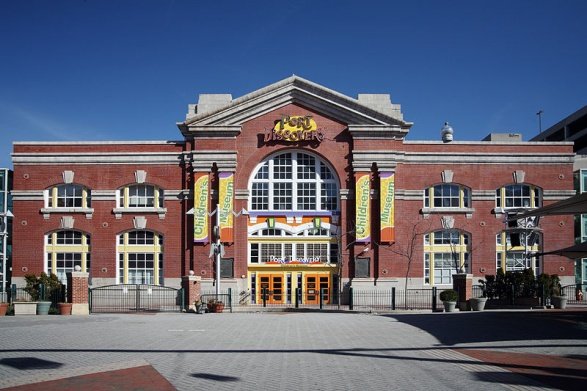 PORT
DISCOVERY
Children's
Museum
Children's
Museum
PORT DISCOVERY